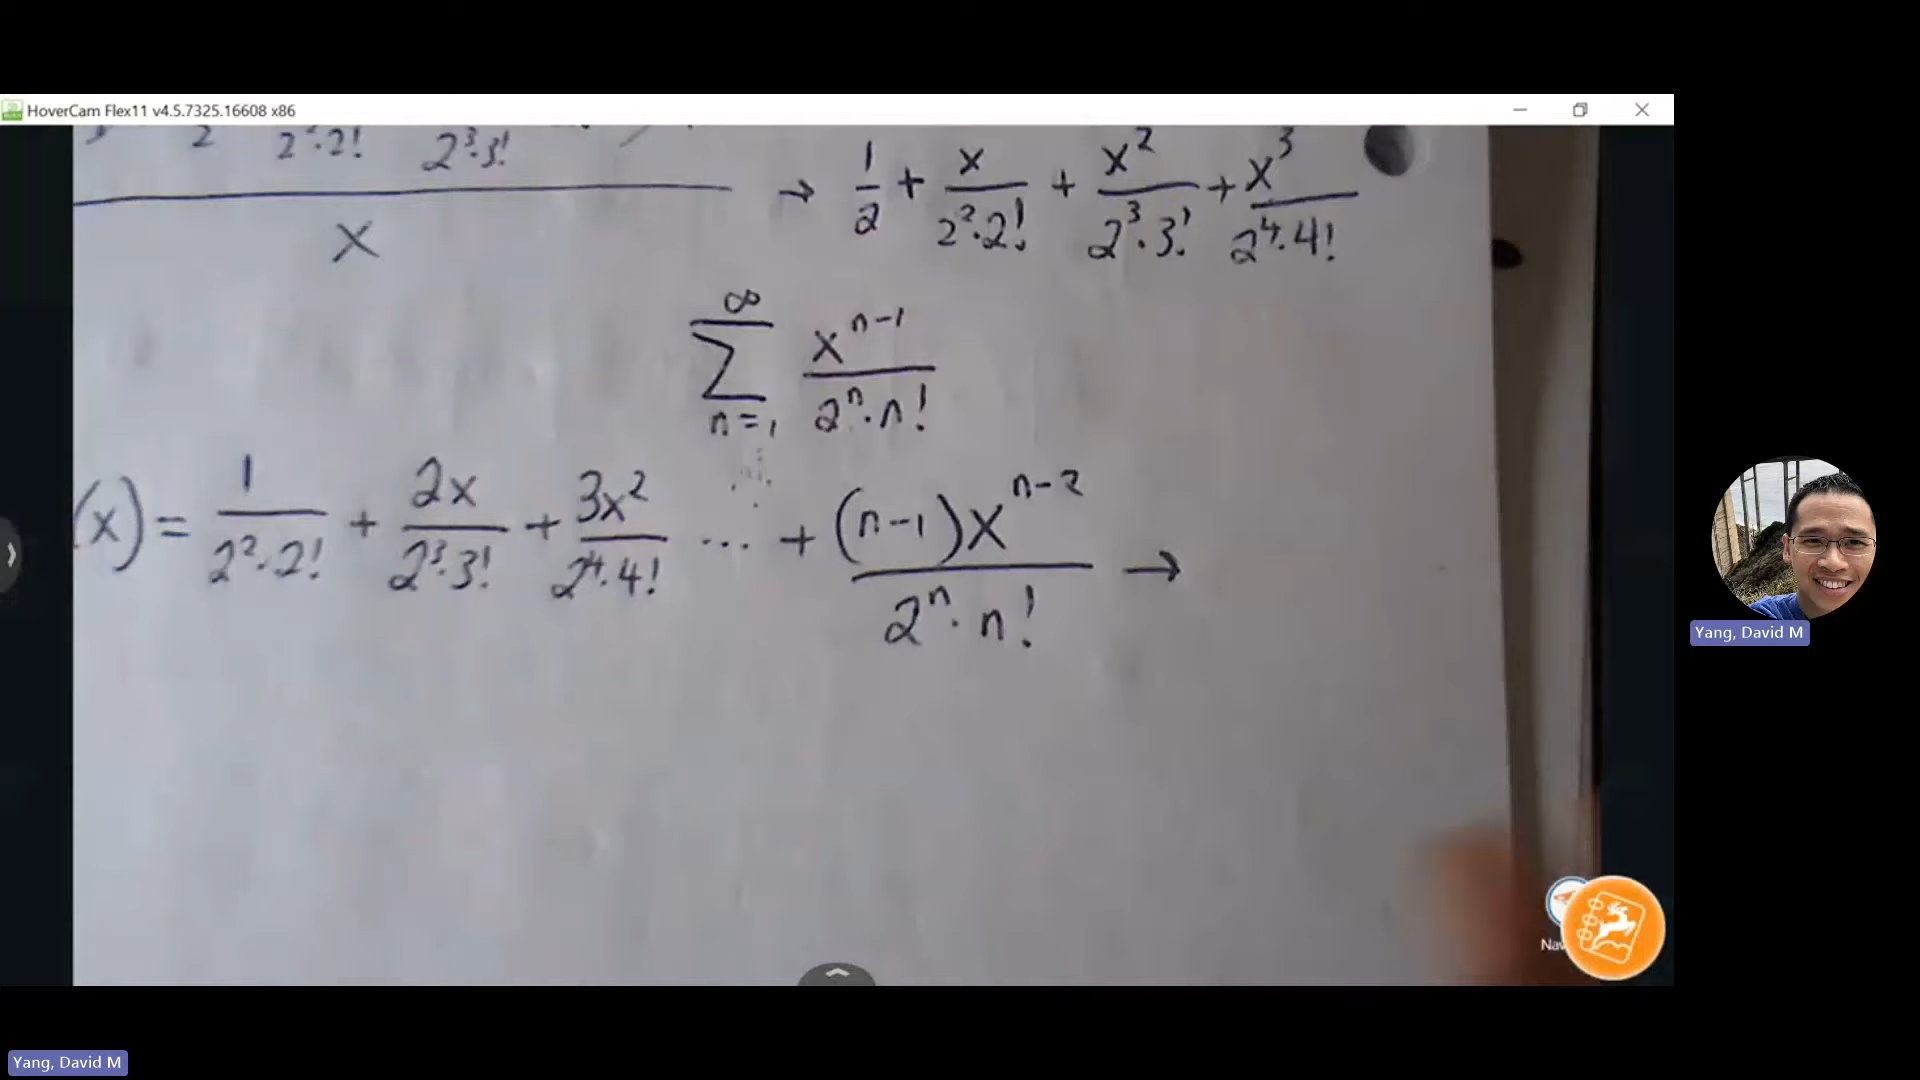 HoverCam Flex11 v4.5.7325.16608 x86
2 2²·2! 2³·3!
x
→ 1/2 + x/(2²·2!) + x²/(2³·3!) + x³/(2⁴·4!)
∞
∑ x^(n-1)/(2ⁿ·n!)
n=1
(x) = 1/(2²·2!) + 2x/(2³·3!) + 3x²/(2⁴·4!) ... + (n-1)x^(n-2)/(2ⁿ·n!) →
Yang, David M
Yang, David M